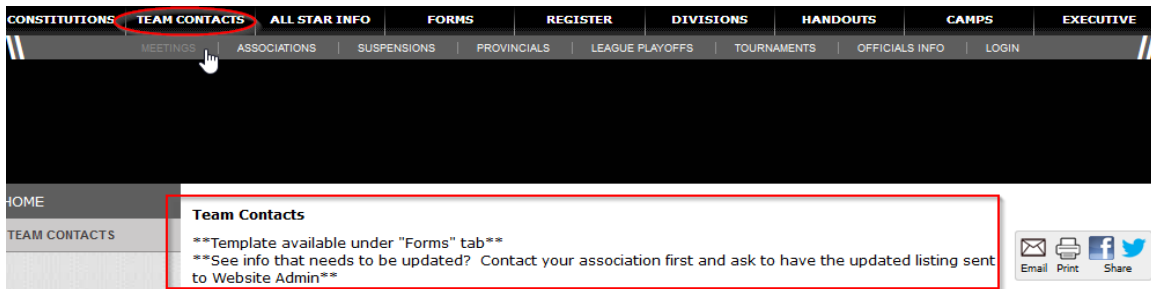 CONSTITUTIONS TEAM CONTACTS ALL STAR INFO FORMS REGISTER DIVISIONS HANDOUTS CAMPS EXECUTIVE
MEETINGS | ASSOCIATIONS | SUSPENSIONS | PROVINCIALS | LEAGUE PLAYOFFS | TOURNAMENTS | OFFICIALS INFO | LOGIN
HOME
TEAM CONTACTS
Team Contacts
**Template available under "Forms" tab**
**See info that needs to be updated? Contact your association first and ask to have the updated listing sent
to Website Admin**
Email Print Share